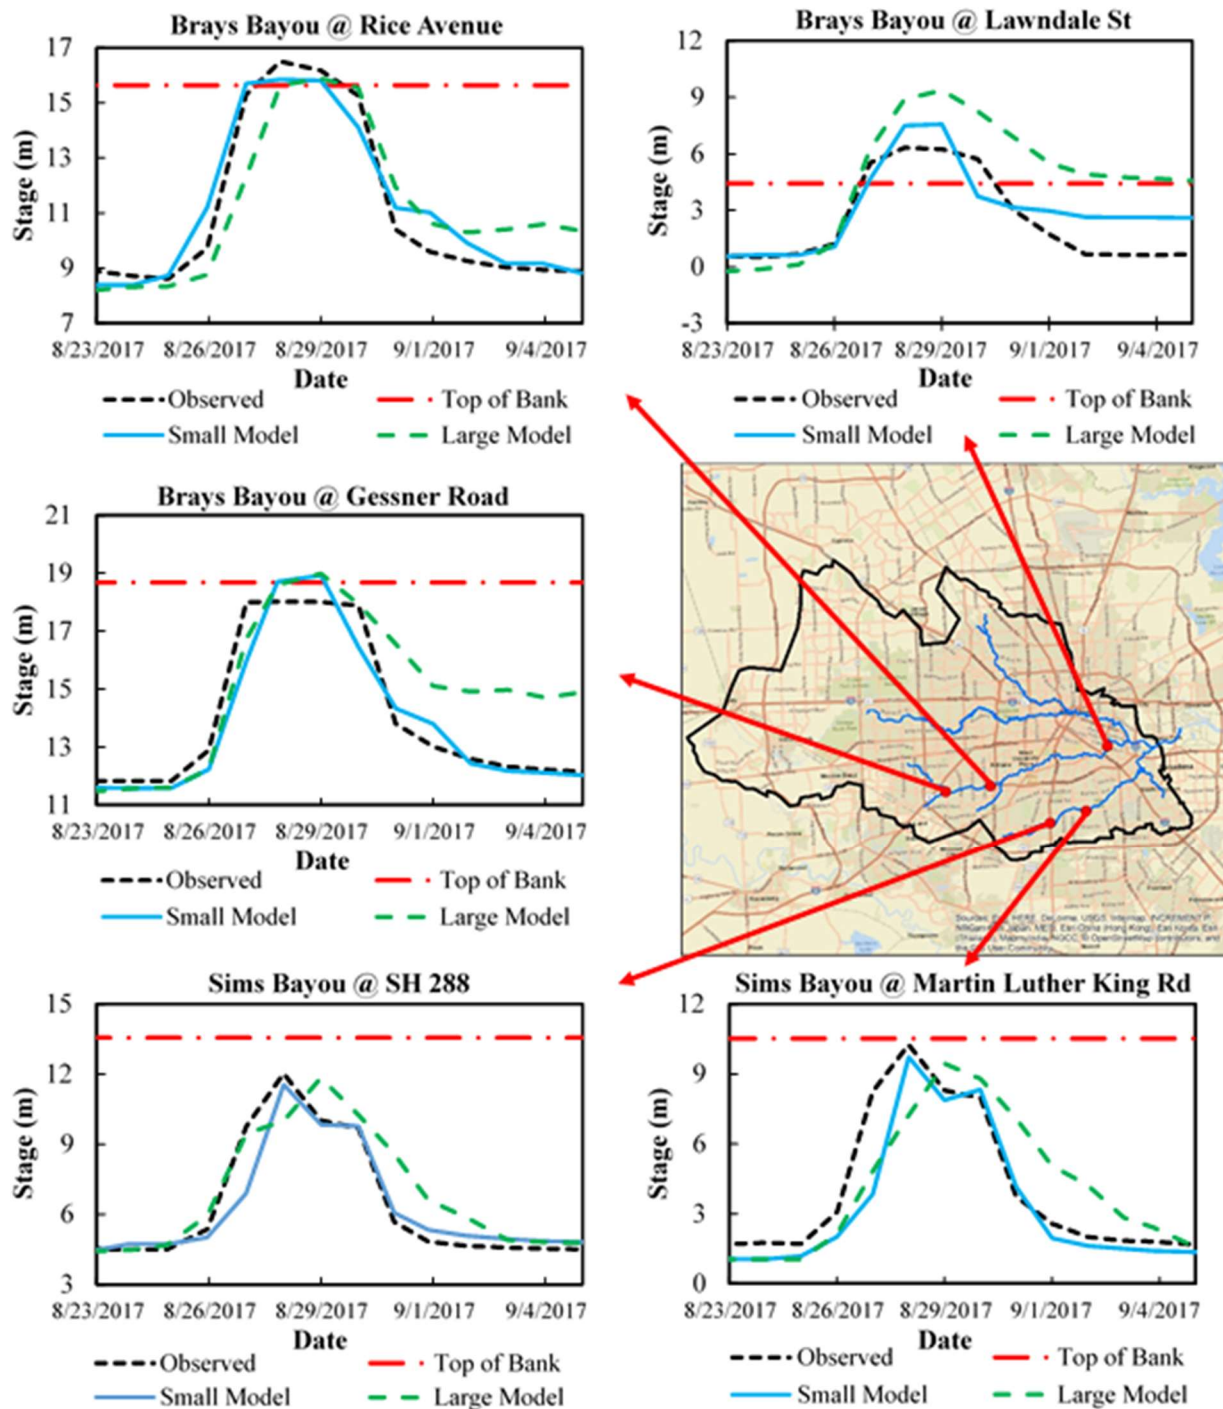 Brays Bayou @ Rice Avenue
17
15
13
11
9
7
Stage (m)
8/23/2017 8/26/2017 8/29/2017 9/1/2017 9/4/2017
Date
Observed Top of Bank
Small Model Large Model
Brays Bayou @ Lawndale St
12
9
6
3
0
-3
Stage (m)
8/23/2017 8/26/2017 8/29/2017 9/1/2017 9/4/2017
Date
Observed Top of Bank
Small Model Large Model
Brays Bayou @ Gessner Road
21
19
17
15
13
11
Stage (m)
8/23/2017 8/26/2017 8/29/2017 9/1/2017 9/4/2017
Date
Observed Top of Bank
Small Model Large Model
Sims Bayou @ SH 288
15
12
9
6
3
Stage (m)
8/23/2017 8/26/2017 8/29/2017 9/1/2017 9/4/2017
Date
Observed Top of Bank
Small Model Large Model
Sims Bayou @ Martin Luther King Rd
12
9
6
3
0
Stage (m)
8/23/2017 8/26/2017 8/29/2017 9/1/2017 9/4/2017
Date
Observed Top of Bank
Small Model Large Model